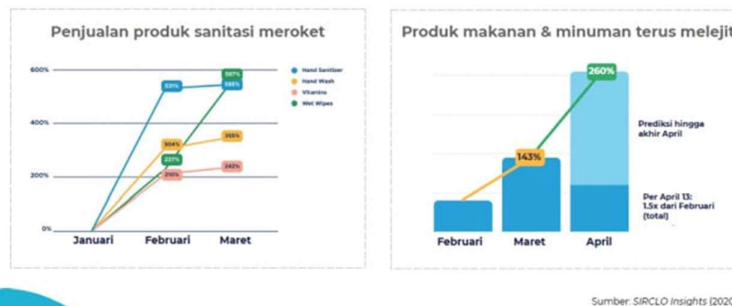 Penjualan produk sanitasi meroket
600%
400%
200%
0%
531%
304%
227%
210%
587%
355%
242%
Hand Sanitizer
Hand Wash
Vitamins
Wet Wipes
Januari
Februari
Maret
Produk makanan & minuman terus melejit
143%
260%
Prediksi hingga
akhir April
Per April 13:
1.5x dari Februari
(total)
Februari
Maret
April
Sumber: SIRCLO Insights (2020